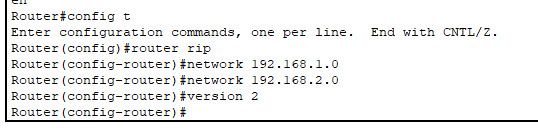 en
Router#config t
Enter configuration commands, one per line.  End with CNTL/Z.
Router(config)#router rip
Router(config-router)#network 192.168.1.0
Router(config-router)#network 192.168.2.0
Router(config-router)#version 2
Router(config-router)#